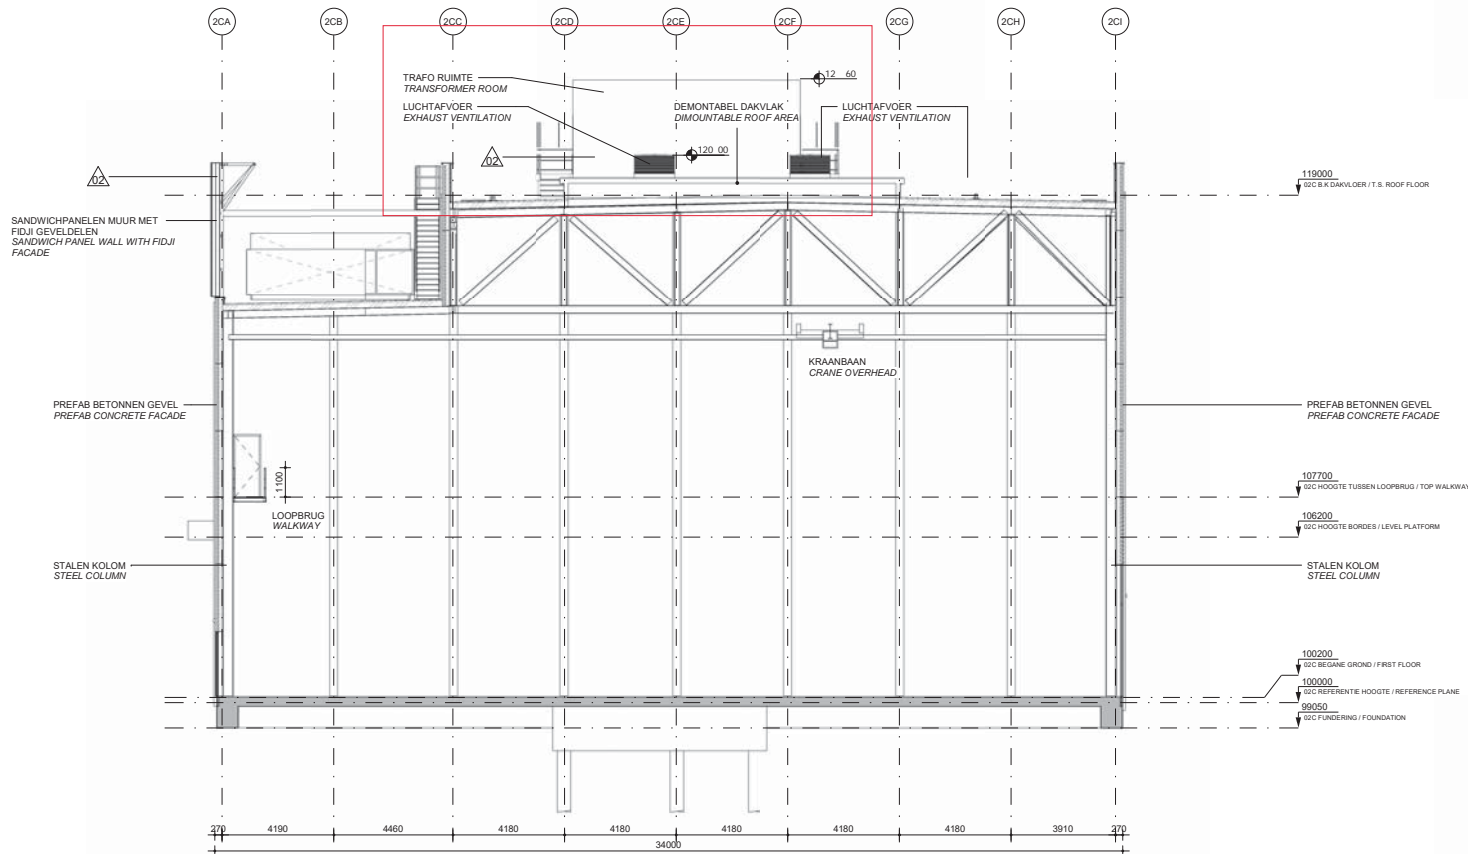 2CA 2CB 2CC 2CD 2CE 2CF 2CG 2CH 2CI
TRAFO RUIMTE
TRANSFORMER ROOM
LUCHTAFVOER
EXHAUST VENTILATION
DEMONTABEL DAKVLAK
DIMOUNTABLE ROOF AREA
12 60
LUCHTAFVOER
EXHAUST VENTILATION
02
120 00
02
SANDWICHPANELEN MUUR MET
FIDJI GEVELDELEN
SANDWICH PANEL WALL WITH FIDJI
FACADE
119000
02C B.K DAKVLOER / T.S. ROOF FLOOR
KRAANBAAN
CRANE OVERHEAD
PREFAB BETONNEN GEVEL
PREFAB CONCRETE FACADE
PREFAB BETONNEN GEVEL
PREFAB CONCRETE FACADE
1100
LOOPBRUG
WALKWAY
107700
02C HOOGTE TUSSEN LOOPBRUG / TOP WALKWAY
106200
02C HOOGTE BORDES / LEVEL PLATFORM
STALEN KOLOM
STEEL COLUMN
STALEN KOLOM
STEEL COLUMN
100200
02C BEGANE GROND / FIRST FLOOR
100000
02C REFERENTIE HOOGTE / REFERENCE PLANE
99050
02C FUNDERING / FOUNDATION
270 4190 4460 4180 4180 4180 4180 4180 3910 270
34000